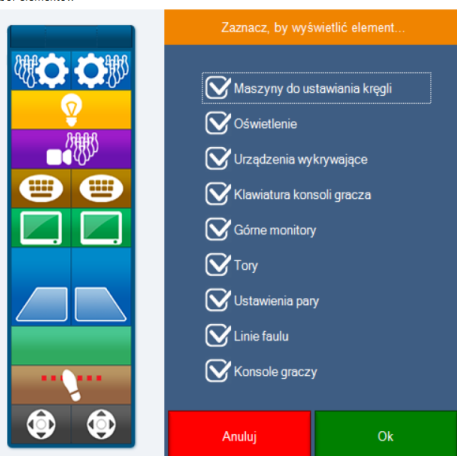 Zaznacz, by wyświetlić element...
Maszyny do ustawiania kręgli
Oświetlenie
Urządzenia wykrywające
Klawiatura konsoli gracza
Górne monitory
Tory
Ustawienia pary
Linie faulu
Konsole graczy
Anuluj
Ok